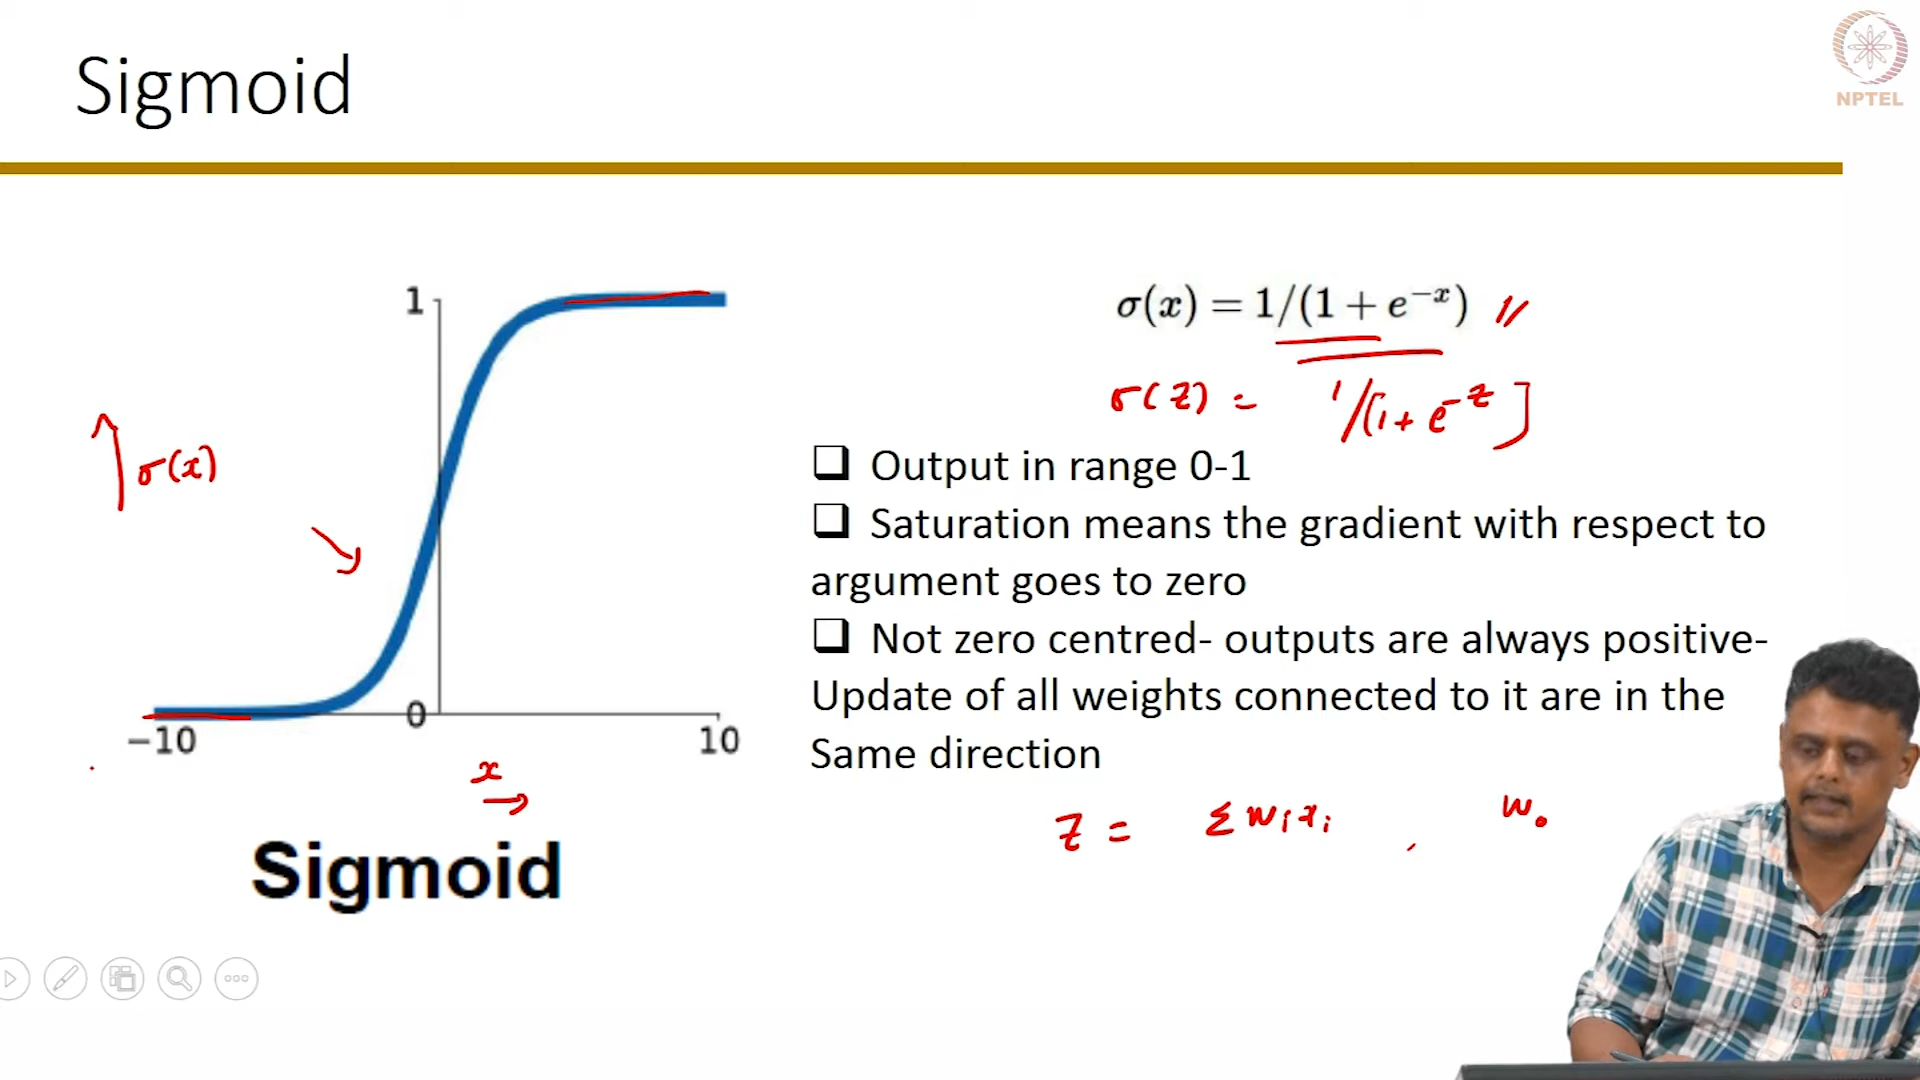 Sigmoid
NPTEL
1
σ(x) = 1/(1 + e⁻ˣ)
σ(z) = 1/[1 + e⁻ᶻ]
σ(x)
❑ Output in range 0-1
❑ Saturation means the gradient with respect to
argument goes to zero
❑ Not zero centred- outputs are always positive-
Update of all weights connected to it are in the
Same direction
0
−10
10
x
z = Σ wᵢxᵢ , w₀
Sigmoid